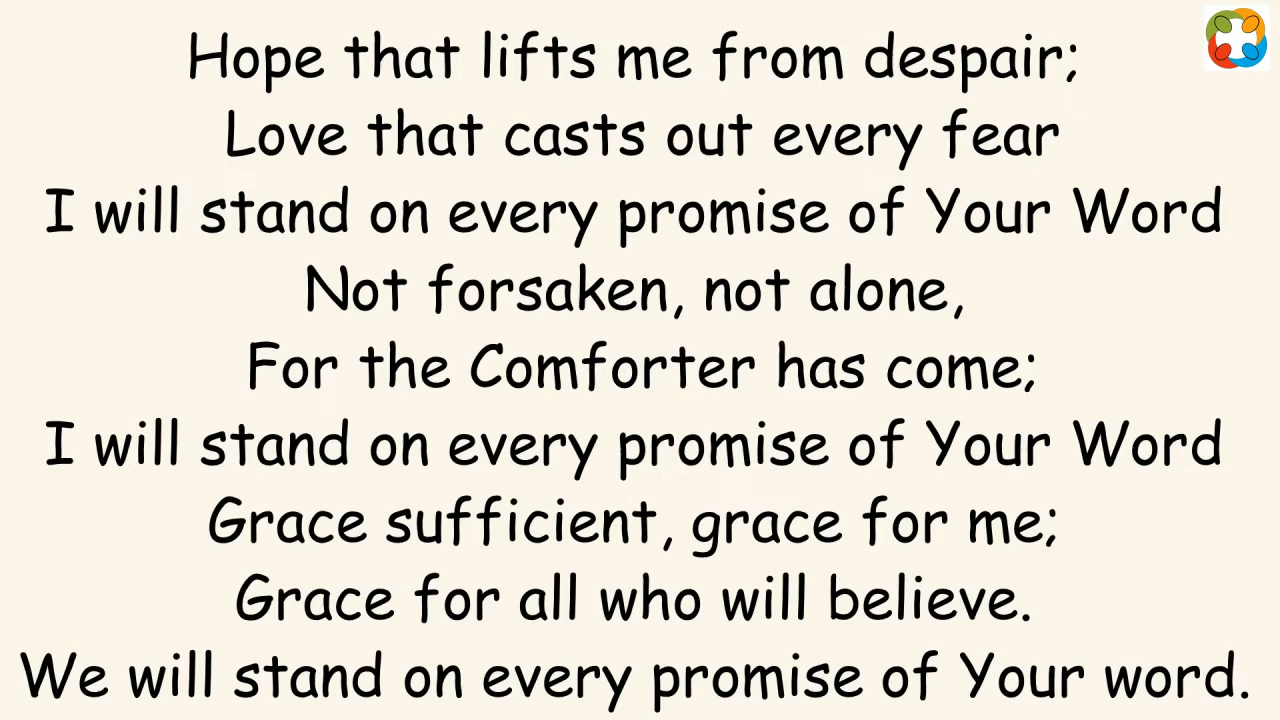 Hope that lifts me from despair;
Love that casts out every fear
I will stand on every promise of Your Word
Not forsaken, not alone,
For the Comforter has come;
I will stand on every promise of Your Word
Grace sufficient, grace for me;
Grace for all who will believe.
We will stand on every promise of Your word.